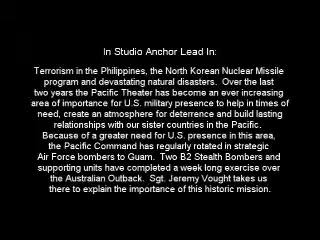 In Studio Anchor Lead In:
Terrorism in the Philippines, the North Korean Nuclear Missile
program and devastating natural disasters.  Over the last
two years the Pacific Theater has become an ever increasing
area of importance for U.S. military presence to help in times of
need, create an atmosphere for deterrence and build lasting
relationships with our sister countries in the Pacific.
Because of a greater need for U.S. presence in this area,
the Pacific Command has regularly rotated in strategic
Air Force bombers to Guam.  Two B2 Stealth Bombers and
supporting units have completed a week long exercise over
the Australian Outback.  Sgt. Jeremy Vought takes us
there to explain the importance of this historic mission.